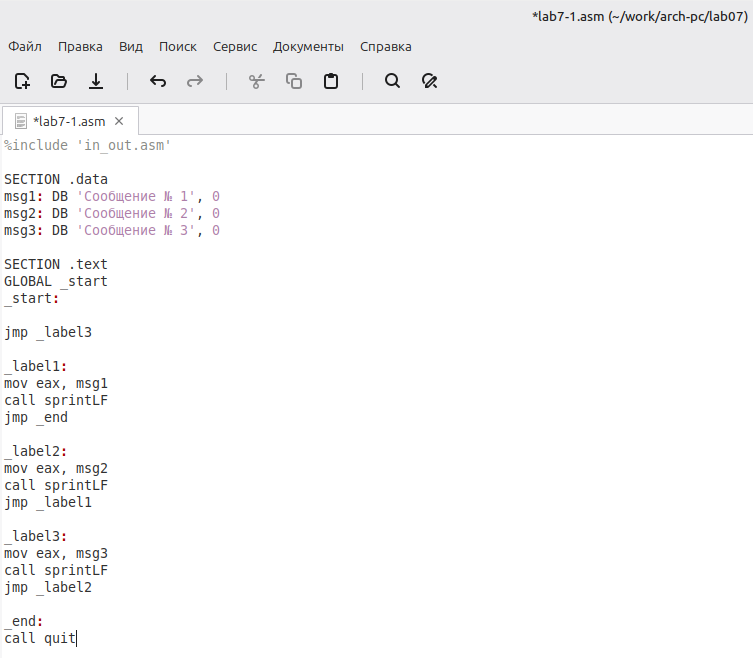 *lab7-1.asm (~/work/arch-pc/lab07)
Файл Правка Вид Поиск Сервис Документы Справка
*lab7-1.asm
%include 'in_out.asm'
SECTION .data
msg1: DB 'Сообщение № 1', 0
msg2: DB 'Сообщение № 2', 0
msg3: DB 'Сообщение № 3', 0
SECTION .text
GLOBAL _start
_start:
jmp _label3
_label1:
mov eax, msg1
call sprintLF
jmp _end
_label2:
mov eax, msg2
call sprintLF
jmp _label1
_label3:
mov eax, msg3
call sprintLF
jmp _label2
_end:
call quit